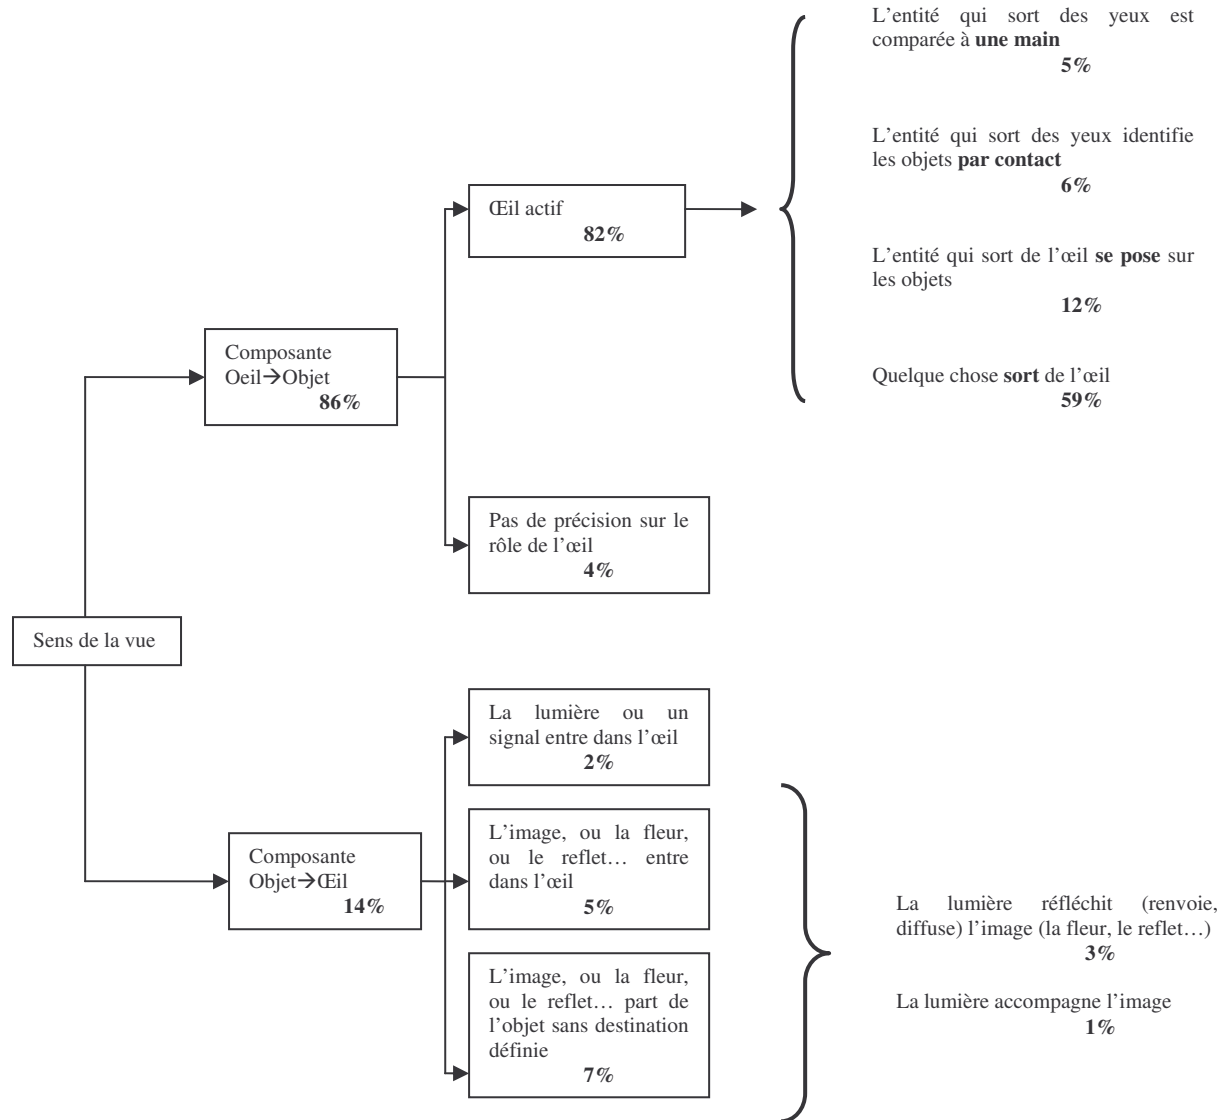 L'entité qui sort des yeux est
comparée à une main
5%
L'entité qui sort des yeux identifie
les objets par contact
6%
Œil actif
82%
L'entité qui sort de l'œil se pose sur
les objets
12%
Composante
Oeil→Objet
86%
Quelque chose sort de l'œil
59%
Pas de précision sur le
rôle de l'œil
4%
Sens de la vue
La lumière ou un
signal entre dans l'œil
2%
L'image, ou la fleur,
ou le reflet… entre
dans l'œil
5%
Composante
Objet→Œil
14%
La lumière réfléchit (renvoie,
diffuse) l'image (la fleur, le reflet…)
3%
L'image, ou la fleur,
ou le reflet… part de
l'objet sans destination
définie
7%
La lumière accompagne l'image
1%